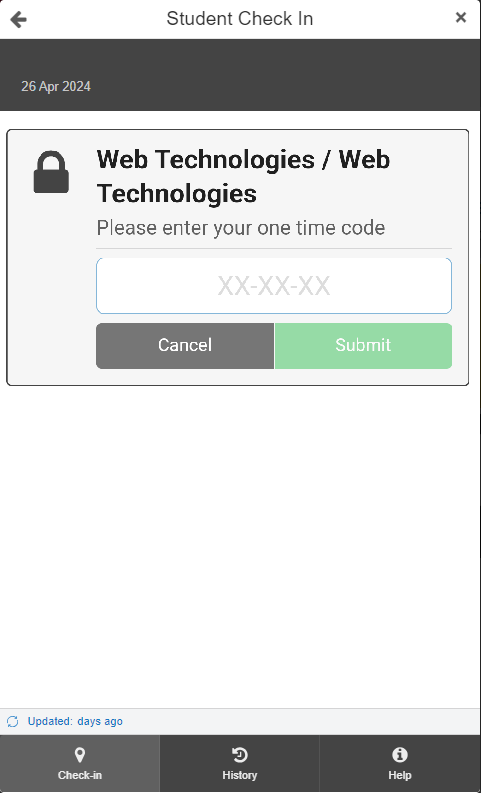 Student Check In
26 Apr 2024
Web Technologies / Web
Technologies
Please enter your one time code
XX-XX-XX
Cancel
Submit
Updated: days ago
Check-in
History
Help